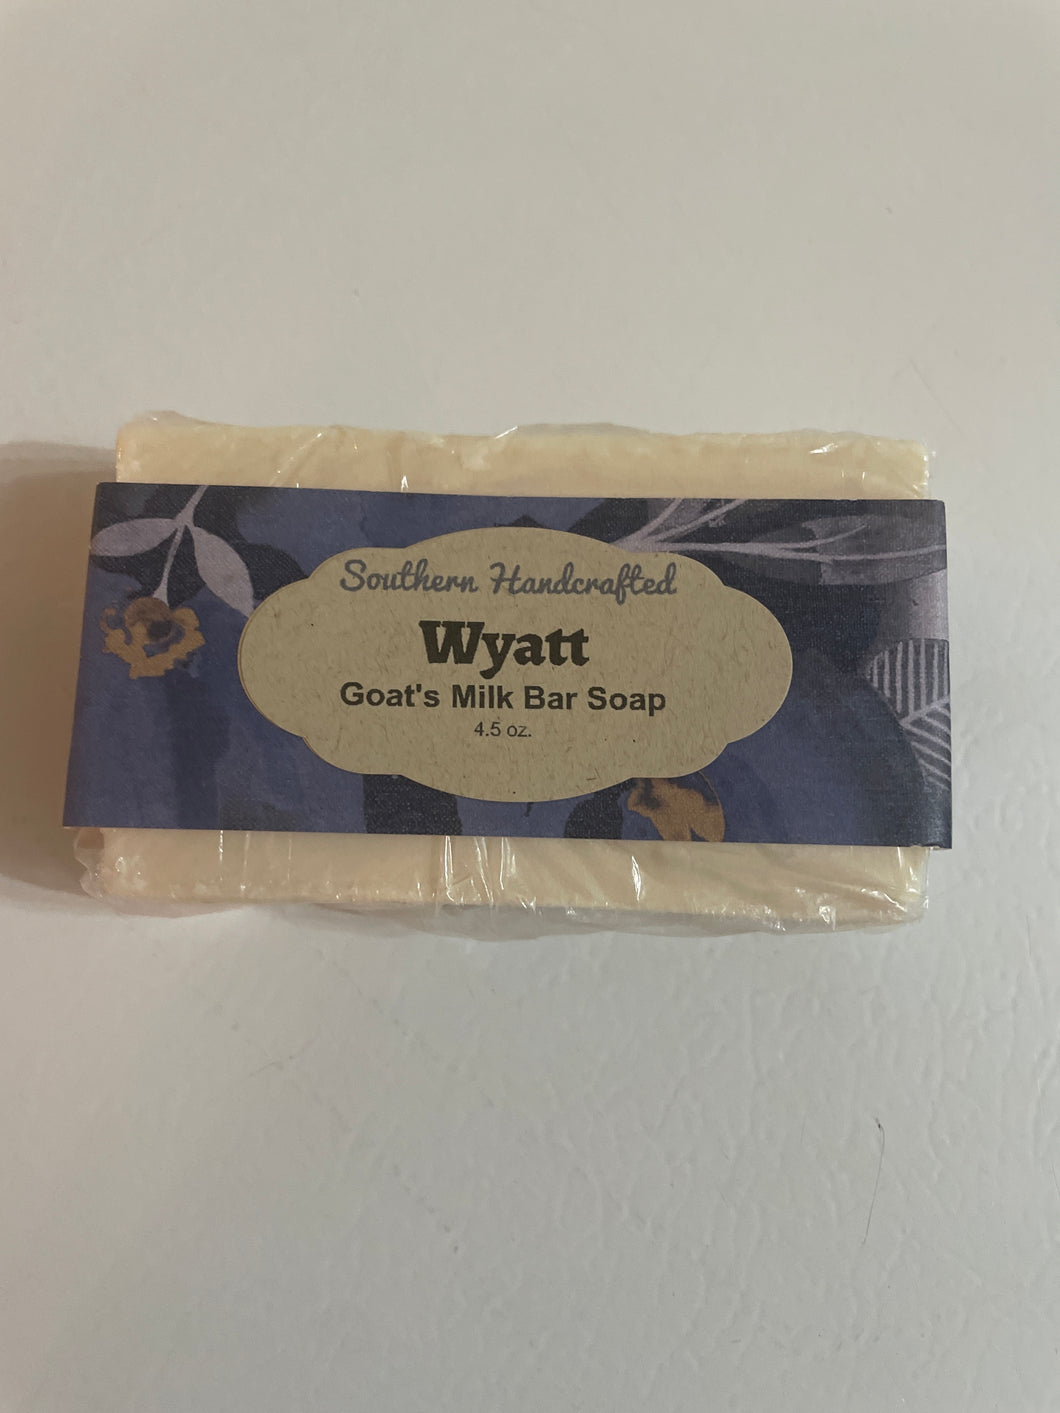 Southern Handcrafted
Wyatt
Goat's Milk Bar Soap
4.5 oz.